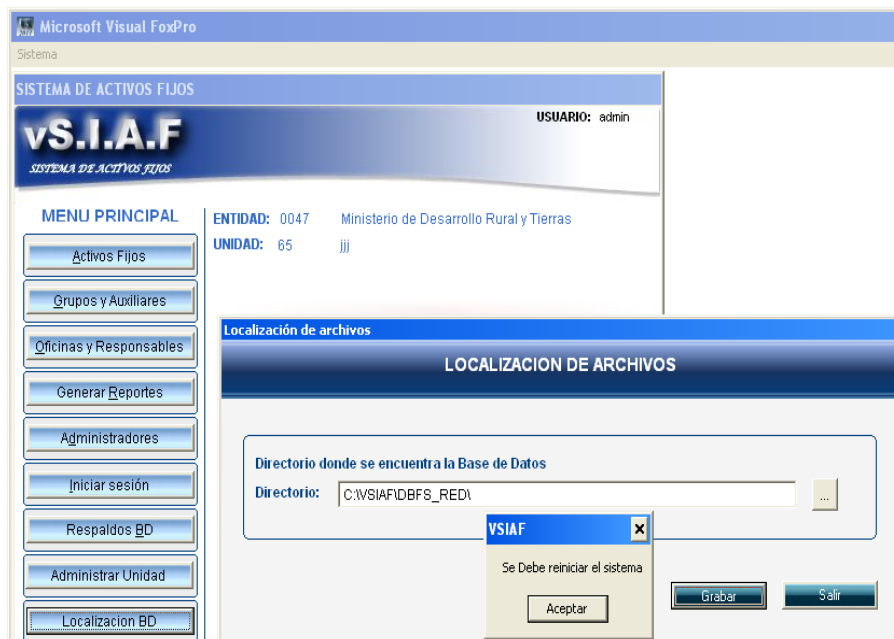 Microsoft Visual FoxPro
Sistema
SISTEMA DE ACTIVOS FIJOS
vS.I.A.F
SISTEMA DE ACTIVOS FIJOS
USUARIO: admin
MENU PRINCIPAL
ENTIDAD: 0047 Ministerio de Desarrollo Rural y Tierras
UNIDAD: 65 jjj
Activos Fijos
Grupos y Auxiliares
Oficinas y Responsables
Generar Reportes
Administradores
Iniciar sesión
Respaldos BD
Administrar Unidad
Localizacion BD
Localización de archivos
LOCALIZACION DE ARCHIVOS
Directorio donde se encuentra la Base de Datos
Directorio: C:\VSIAF\DBFS_RED\
...
VSIAF
Se Debe reiniciar el sistema
Aceptar
Grabar
Salir